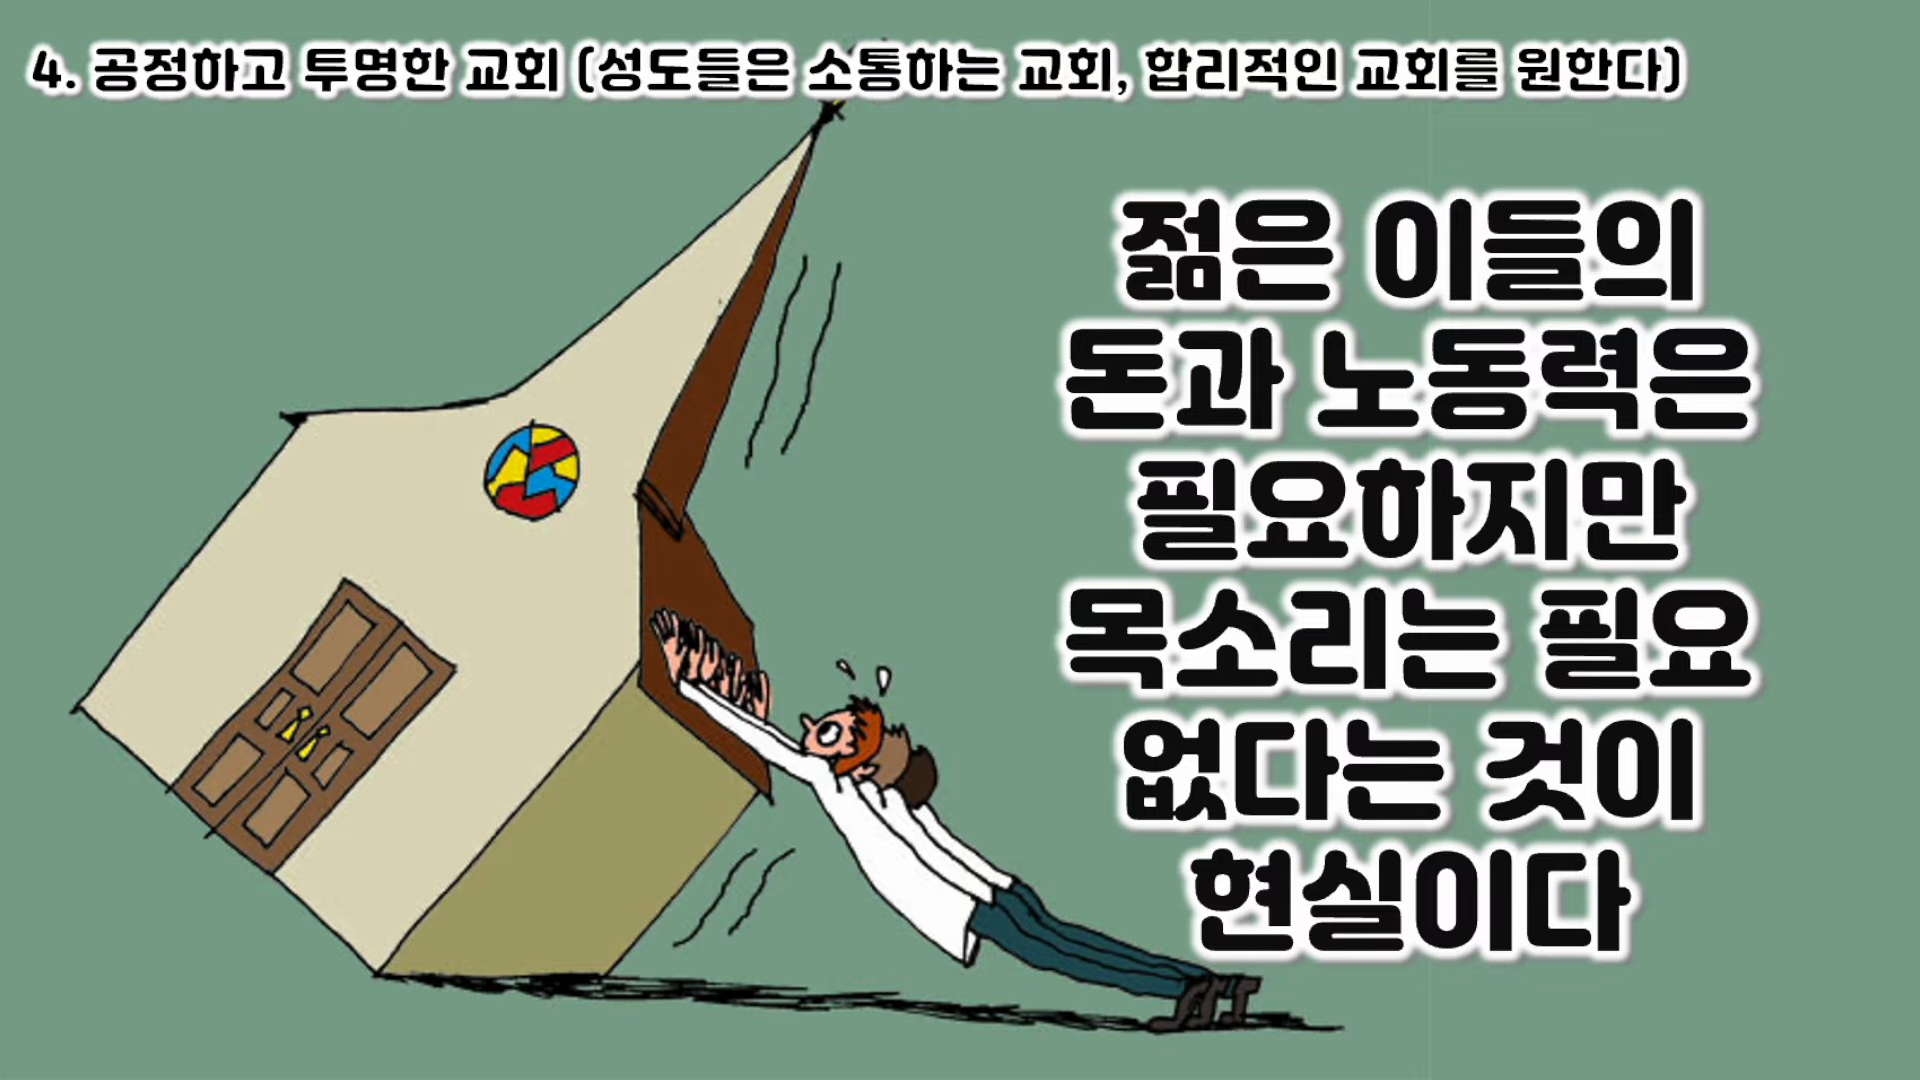 4. 공정하고 투명한 교회 (성도들은 소통하는 교회, 합리적인 교회를 원한다)
젊은 이들의
돈과 노동력은
필요하지만
목소리는 필요
없다는 것이
현실이다